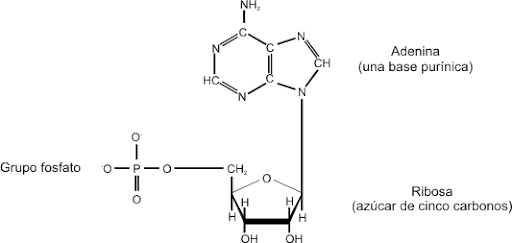 NH₂
C
N
C
N
HC
C
CH
N
N
Adenina
(una base purínica)
O⁻
Grupo fosfato
⁻O
P
O
CH₂
O
O
Ribosa
(azúcar de cinco carbonos)
H
H
H
H
OH
OH